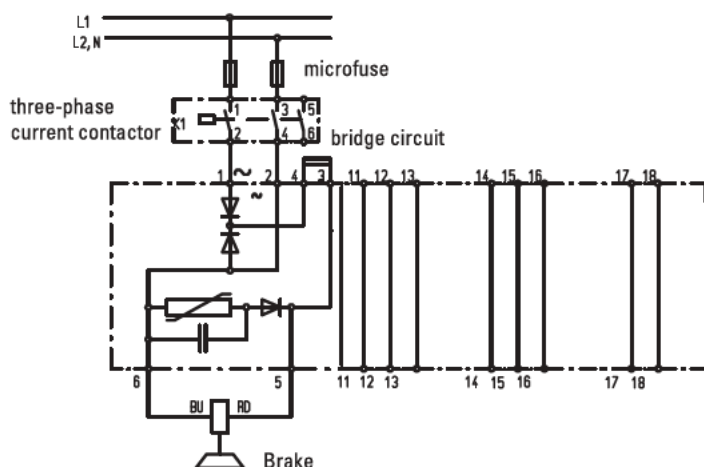 L1
L2, N
microfuse
three-phase
current contactor
K1
1 3 5
2 4 6
bridge circuit
1 ~ 2 4 3 11 12 13 14 15 16 17 18
~
6 5 11 12 13 14 15 16 17 18
BU RD
Brake